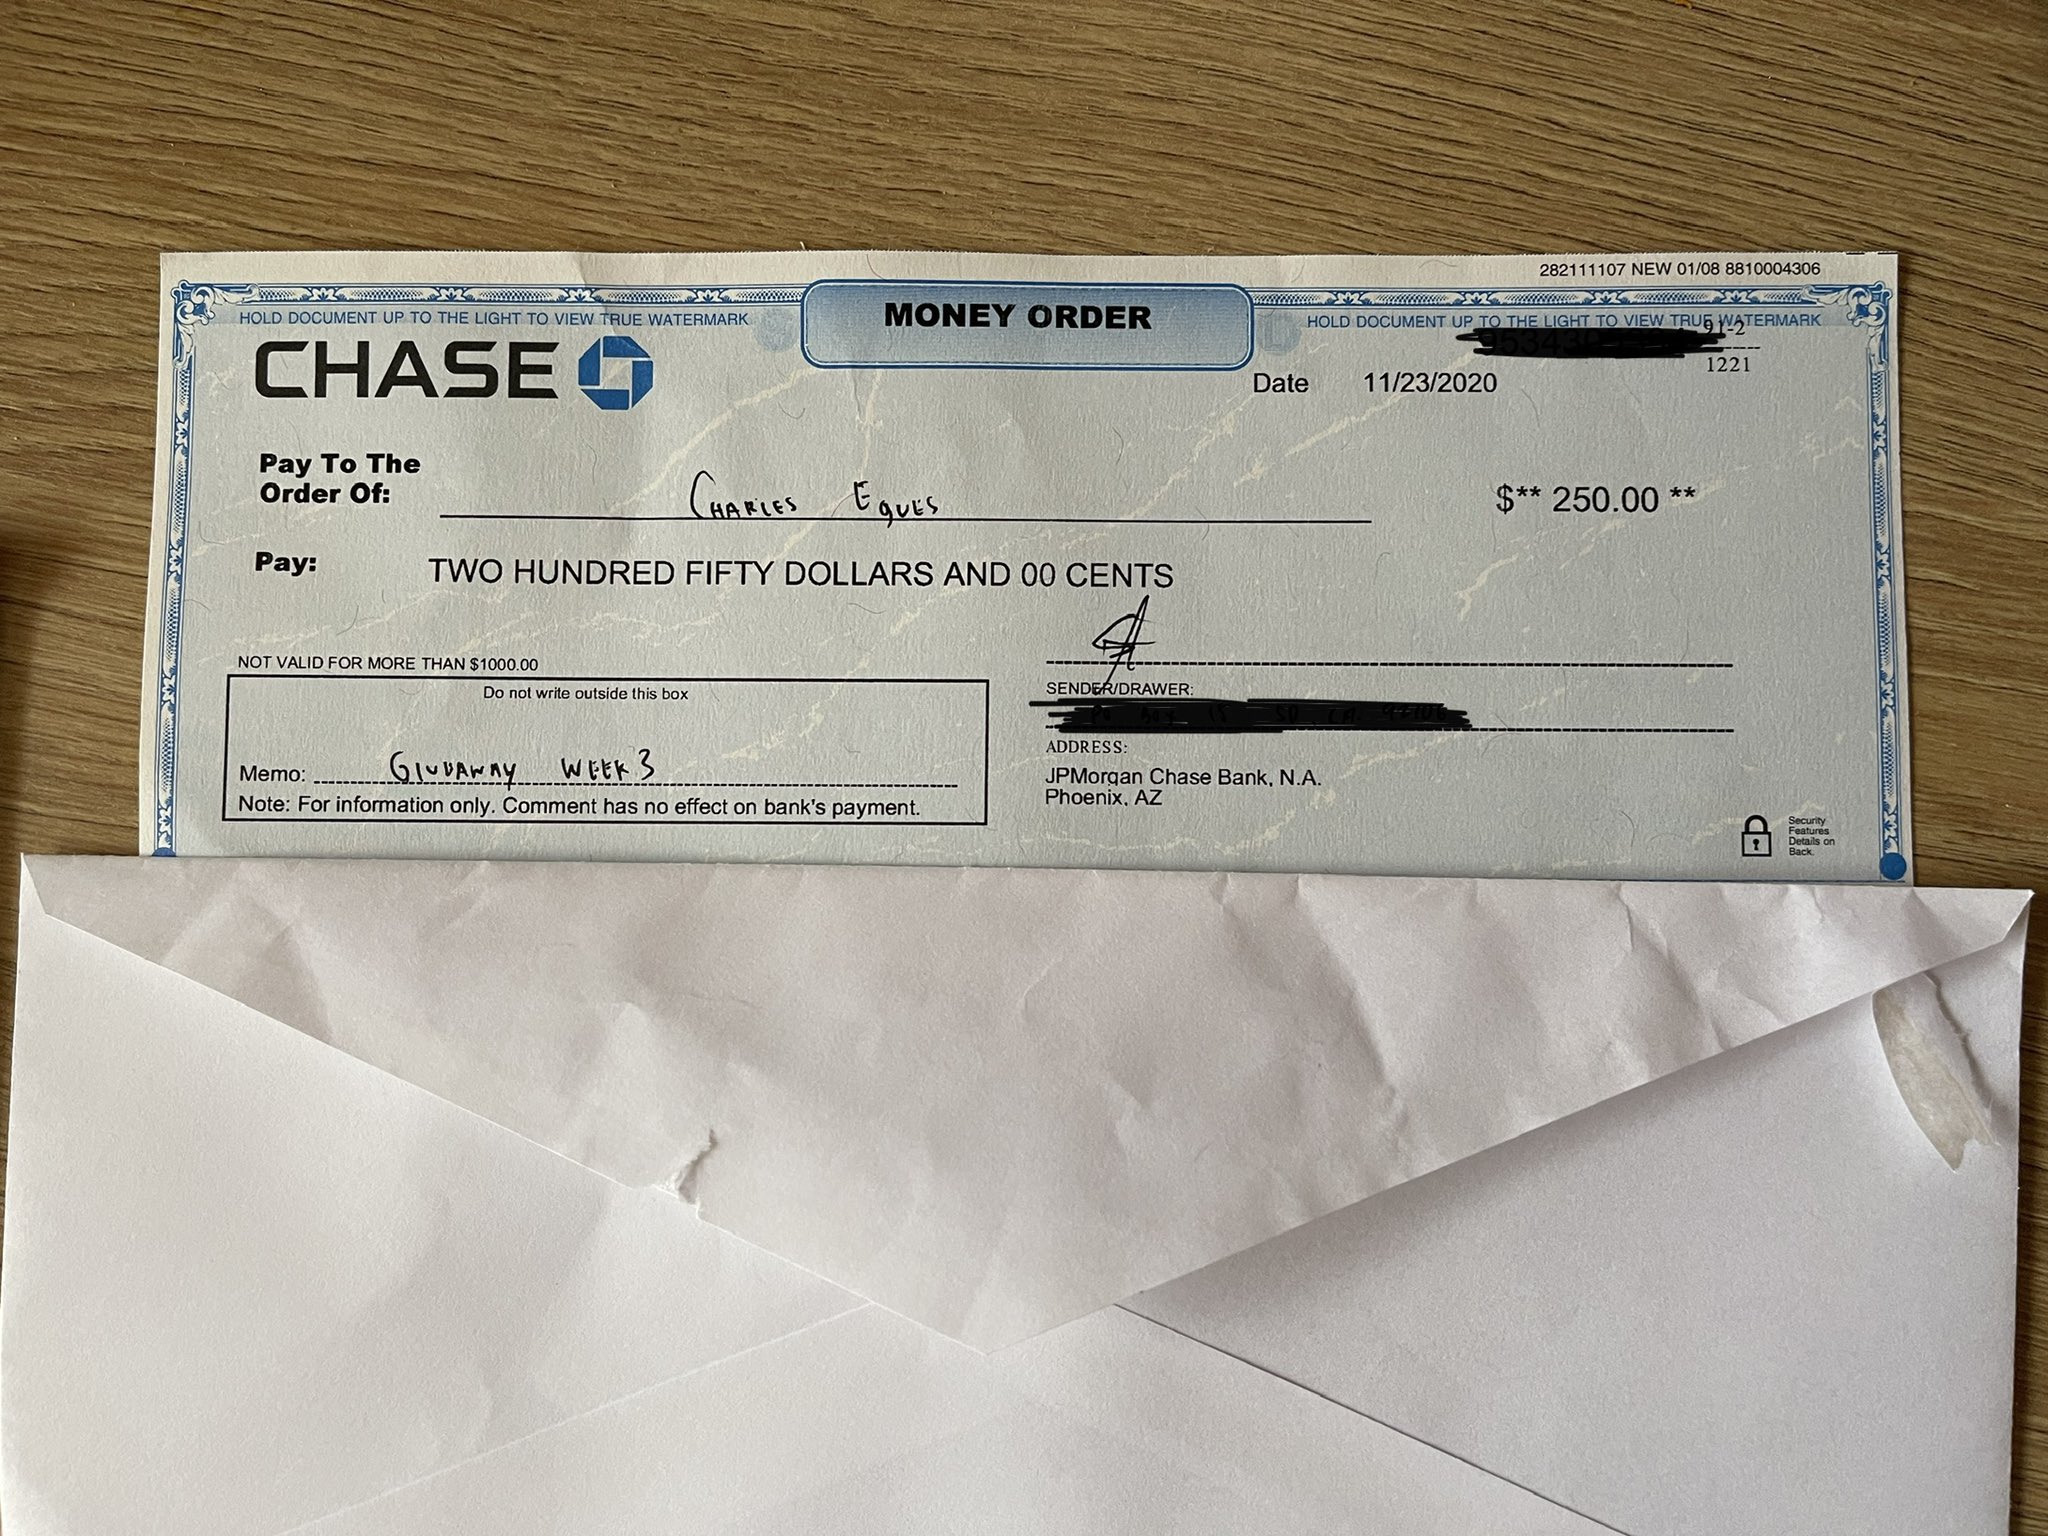 282111107 NEW 01/08 8810004306
MONEY ORDER
HOLD DOCUMENT UP TO THE LIGHT TO VIEW TRUE WATERMARK
HOLD DOCUMENT UP TO THE LIGHT TO VIEW TRUE WATERMARK
91-2
1221
CHASE
Date 11/23/2020
Pay To The
Order Of: CHARLES EQUES
$** 250.00 **
Pay: TWO HUNDRED FIFTY DOLLARS AND 00 CENTS
NOT VALID FOR MORE THAN $1000.00
Do not write outside this box
Memo: GIVEAWAY WEEK 3
Note: For information only. Comment has no effect on bank's payment.
SENDER/DRAWER:
ADDRESS:
JPMorgan Chase Bank, N.A.
Phoenix, AZ
Security
Features
Details on
Back.